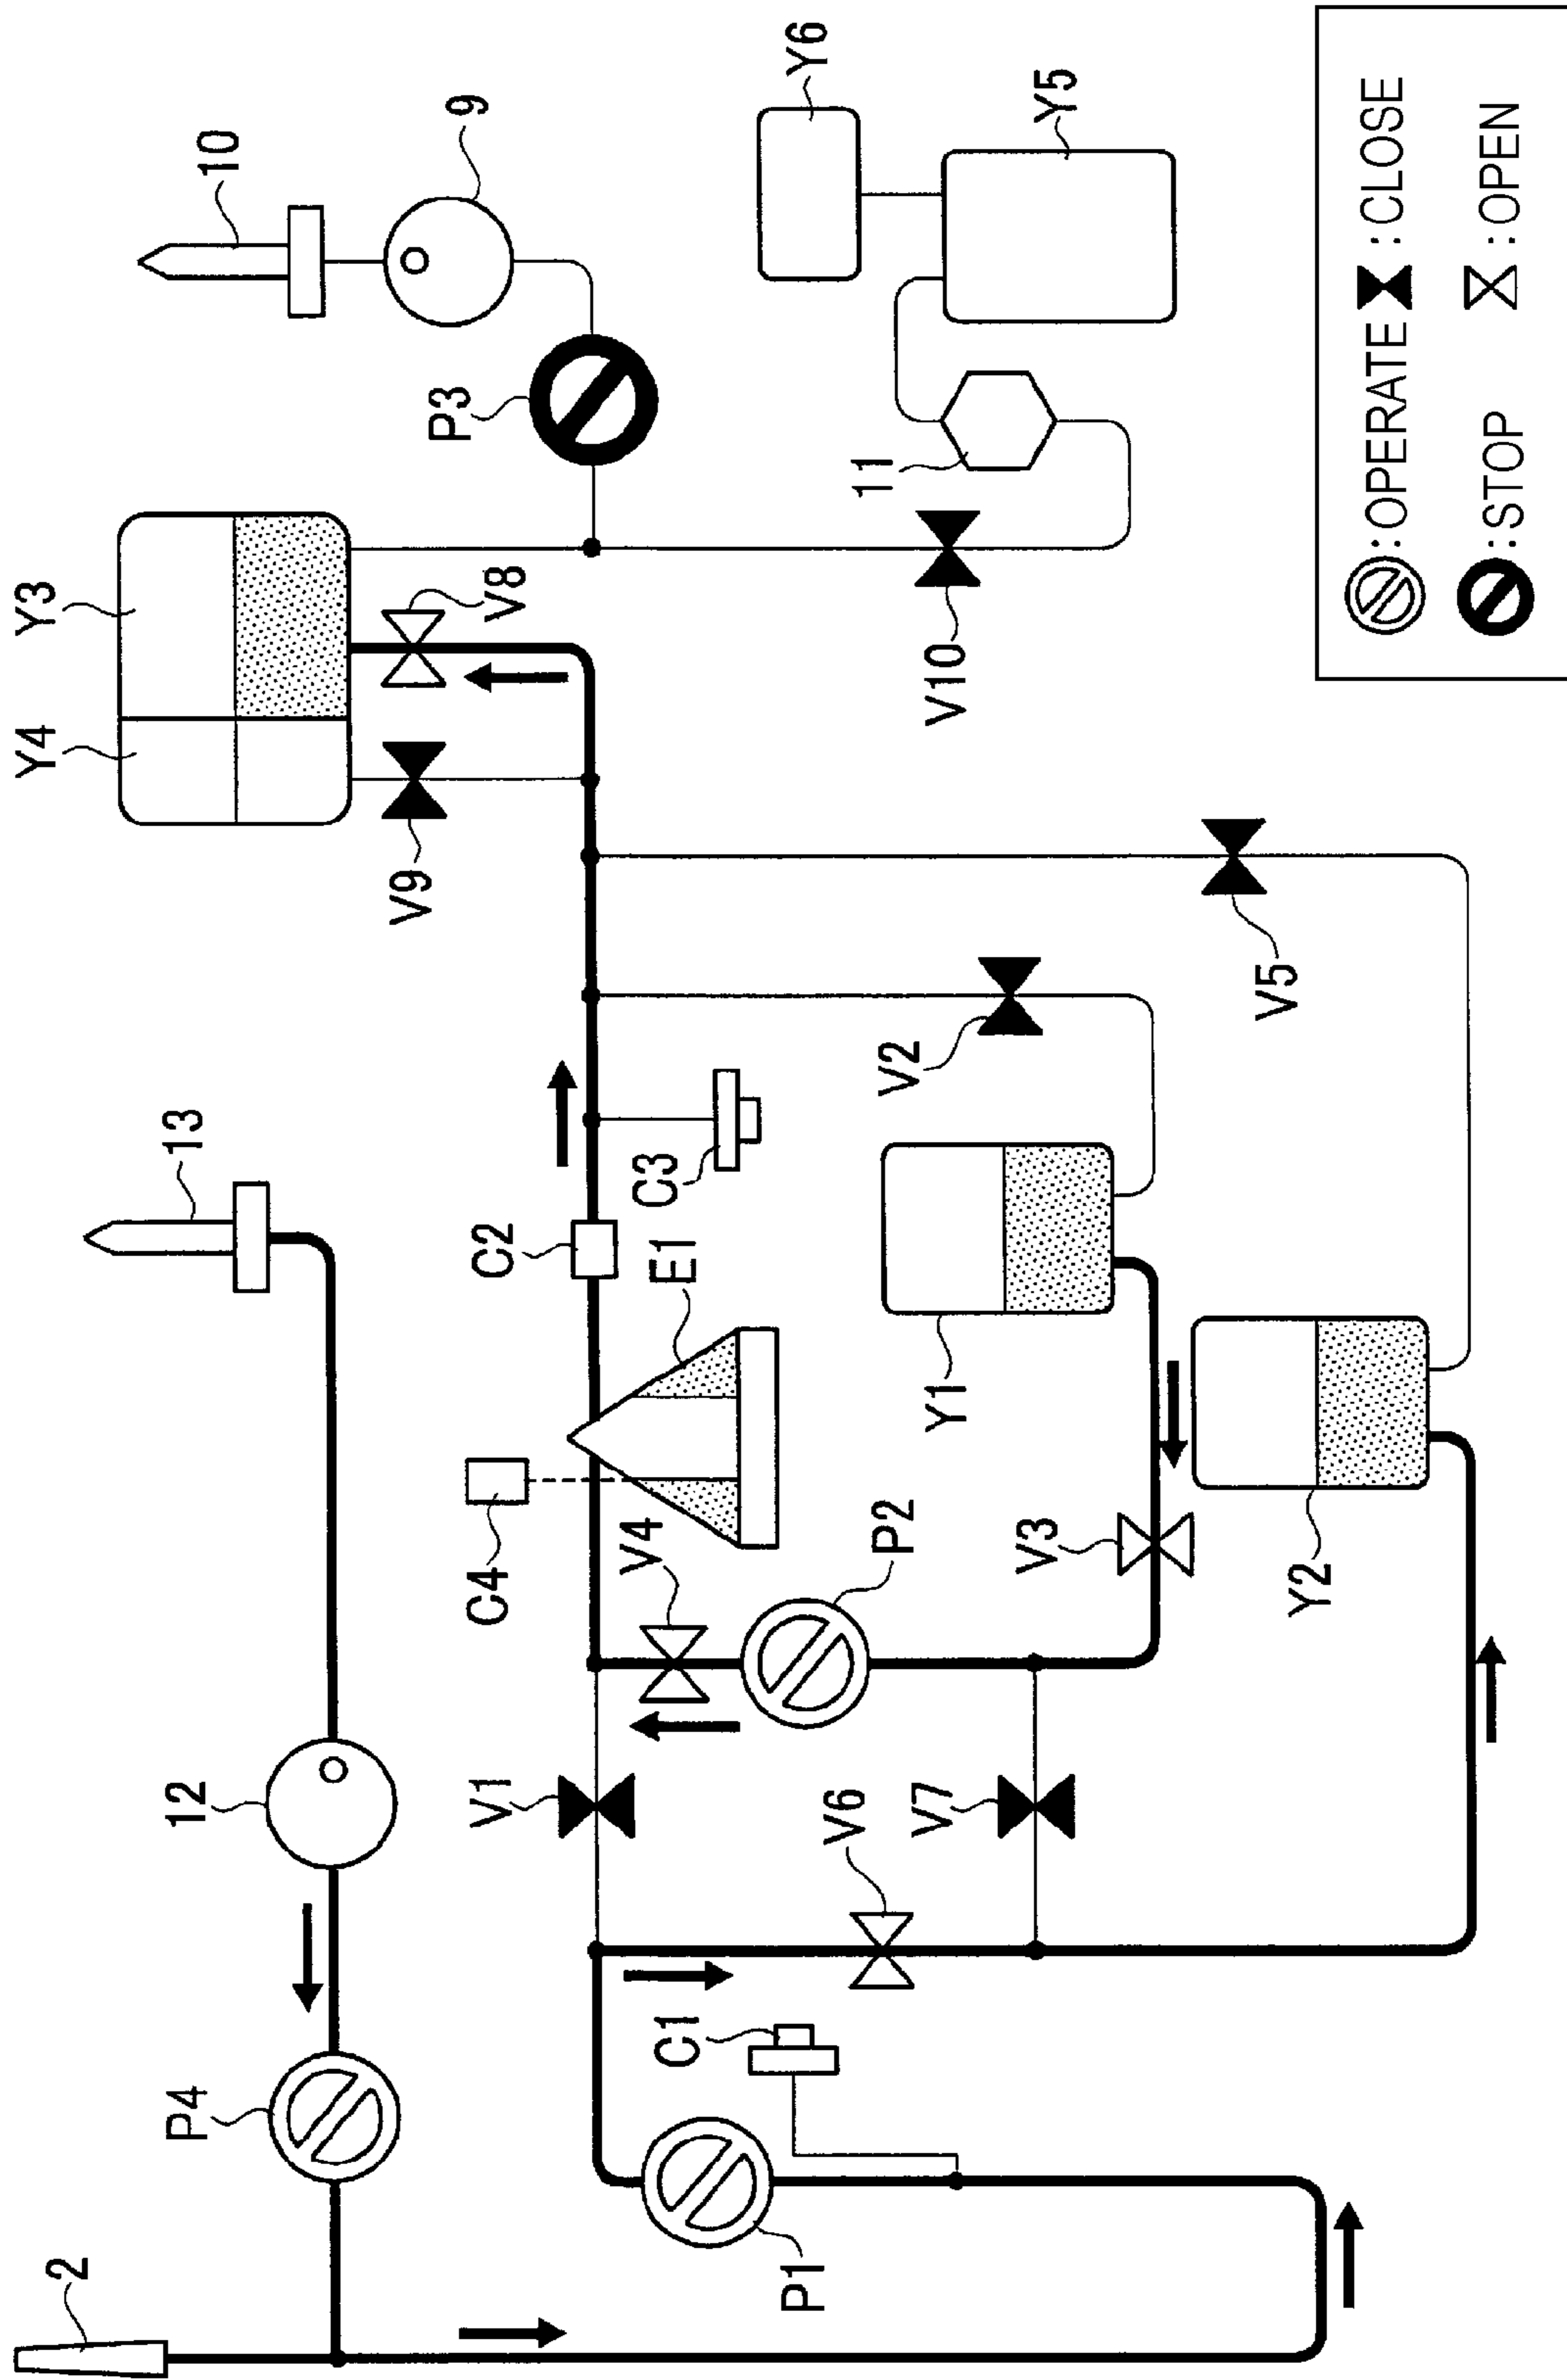 2
P4
12
13
10
9
Y4
Y3
P3
V8
V9
Y6
Y5
11
V10
C4
C2
E1
C3
V4
V1
P2
V2
V5
Y1
V3
Y2
V6
V7
C1
P1
:OPERATE :CLOSE
:STOP :OPEN